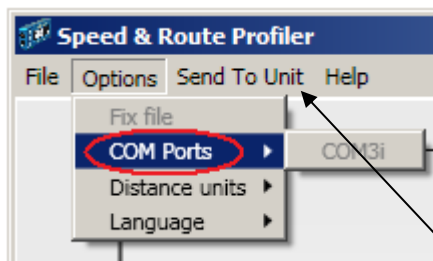 Speed & Route Profiler
File Options Send To Unit Help
Fix file
COM Ports COM3i
Distance units
Language